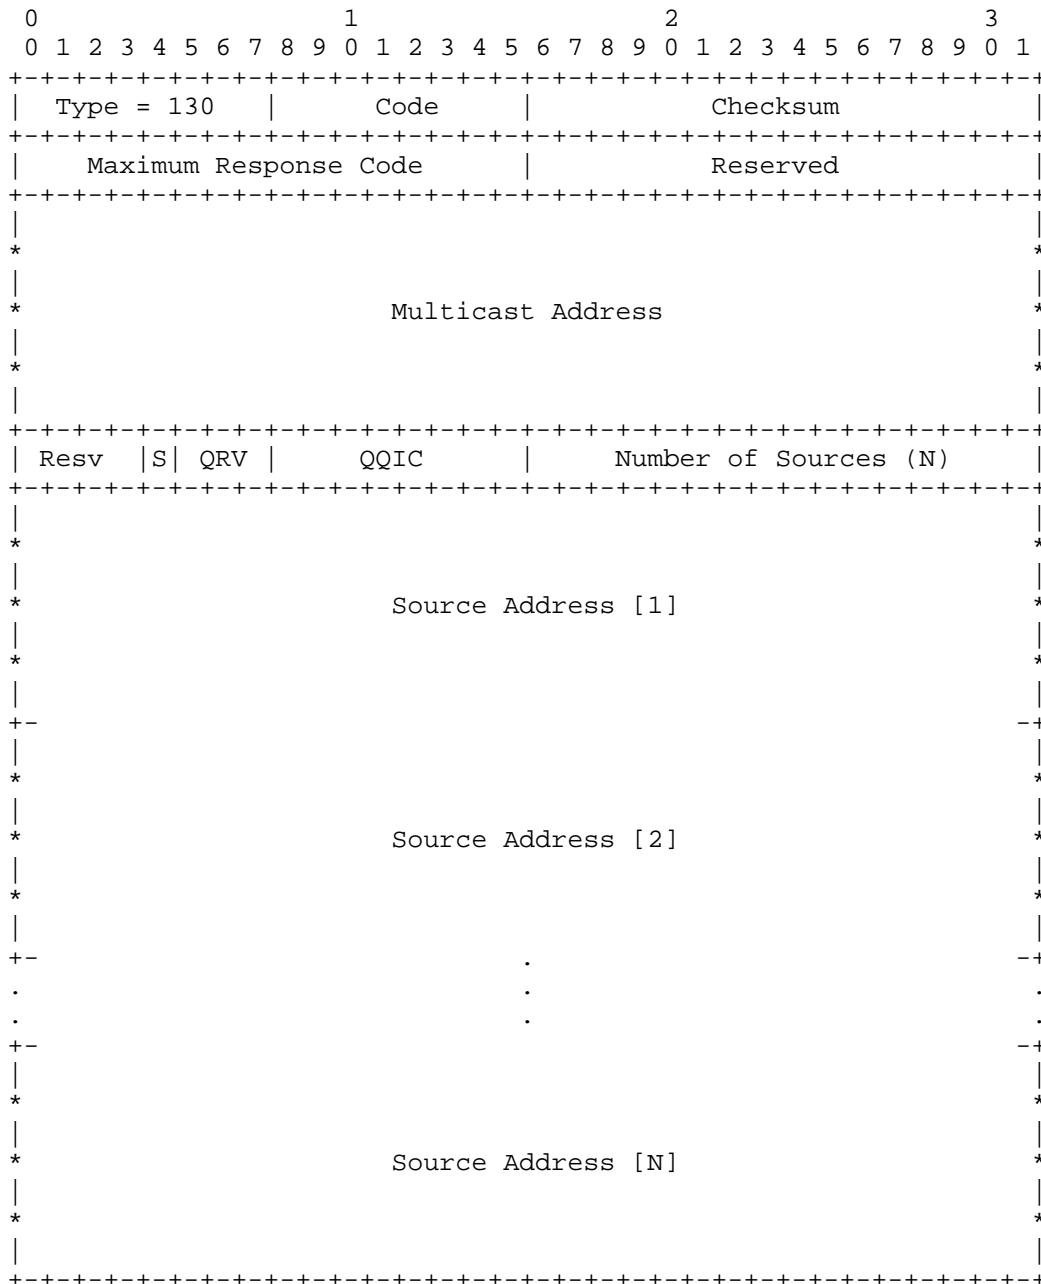 0 1 2 3
0 1 2 3 4 5 6 7 8 9 0 1 2 3 4 5 6 7 8 9 0 1 2 3 4 5 6 7 8 9 0 1
+-+-+-+-+-+-+-+-+-+-+-+-+-+-+-+-+-+-+-+-+-+-+-+-+-+-+-+-+-+-+-+-+
| Type = 130 | Code | Checksum |
+-+-+-+-+-+-+-+-+-+-+-+-+-+-+-+-+-+-+-+-+-+-+-+-+-+-+-+-+-+-+-+-+
| Maximum Response Code | Reserved |
+-+-+-+-+-+-+-+-+-+-+-+-+-+-+-+-+-+-+-+-+-+-+-+-+-+-+-+-+-+-+-+-+
| |
* *
| |
* Multicast Address *
| |
* *
| |
+-+-+-+-+-+-+-+-+-+-+-+-+-+-+-+-+-+-+-+-+-+-+-+-+-+-+-+-+-+-+-+-+
| Resv |S| QRV | QQIC | Number of Sources (N) |
+-+-+-+-+-+-+-+-+-+-+-+-+-+-+-+-+-+-+-+-+-+-+-+-+-+-+-+-+-+-+-+-+
| |
* *
| |
* Source Address [1] *
| |
* *
| |
+- -+
| |
* *
| |
* Source Address [2] *
| |
* *
| |
+- . -+
. . .
. . .
+- -+
| |
* *
| |
* Source Address [N] *
| |
* *
| |
+-+-+-+-+-+-+-+-+-+-+-+-+-+-+-+-+-+-+-+-+-+-+-+-+-+-+-+-+-+-+-+-+